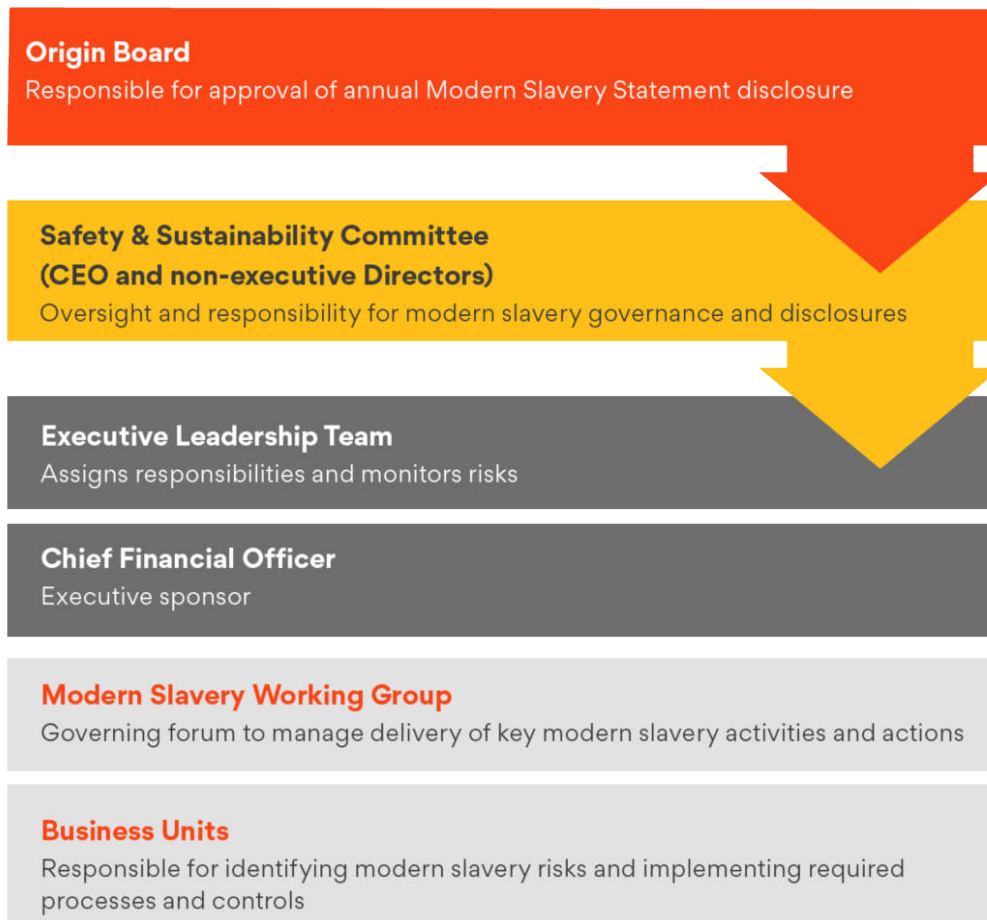 Origin Board
Responsible for approval of annual Modern Slavery Statement disclosure
Safety & Sustainability Committee
(CEO and non-executive Directors)
Oversight and responsibility for modern slavery governance and disclosures
Executive Leadership Team
Assigns responsibilities and monitors risks
Chief Financial Officer
Executive sponsor
Modern Slavery Working Group
Governing forum to manage delivery of key modern slavery activities and actions
Business Units
Responsible for identifying modern slavery risks and implementing required
processes and controls